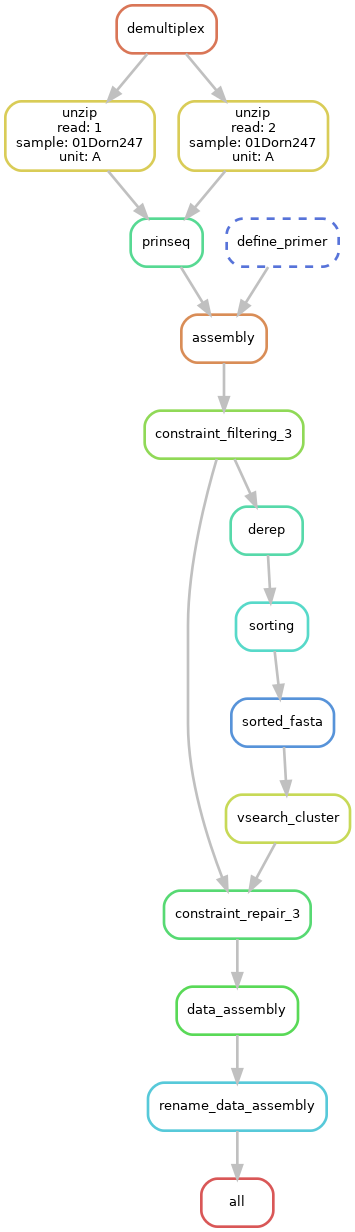 demultiplex
unzip
read: 1
sample: 01Dorn247
unit: A
unzip
read: 2
sample: 01Dorn247
unit: A
prinseq
define_primer
assembly
constraint_filtering_3
derep
sorting
sorted_fasta
vsearch_cluster
constraint_repair_3
data_assembly
rename_data_assembly
all